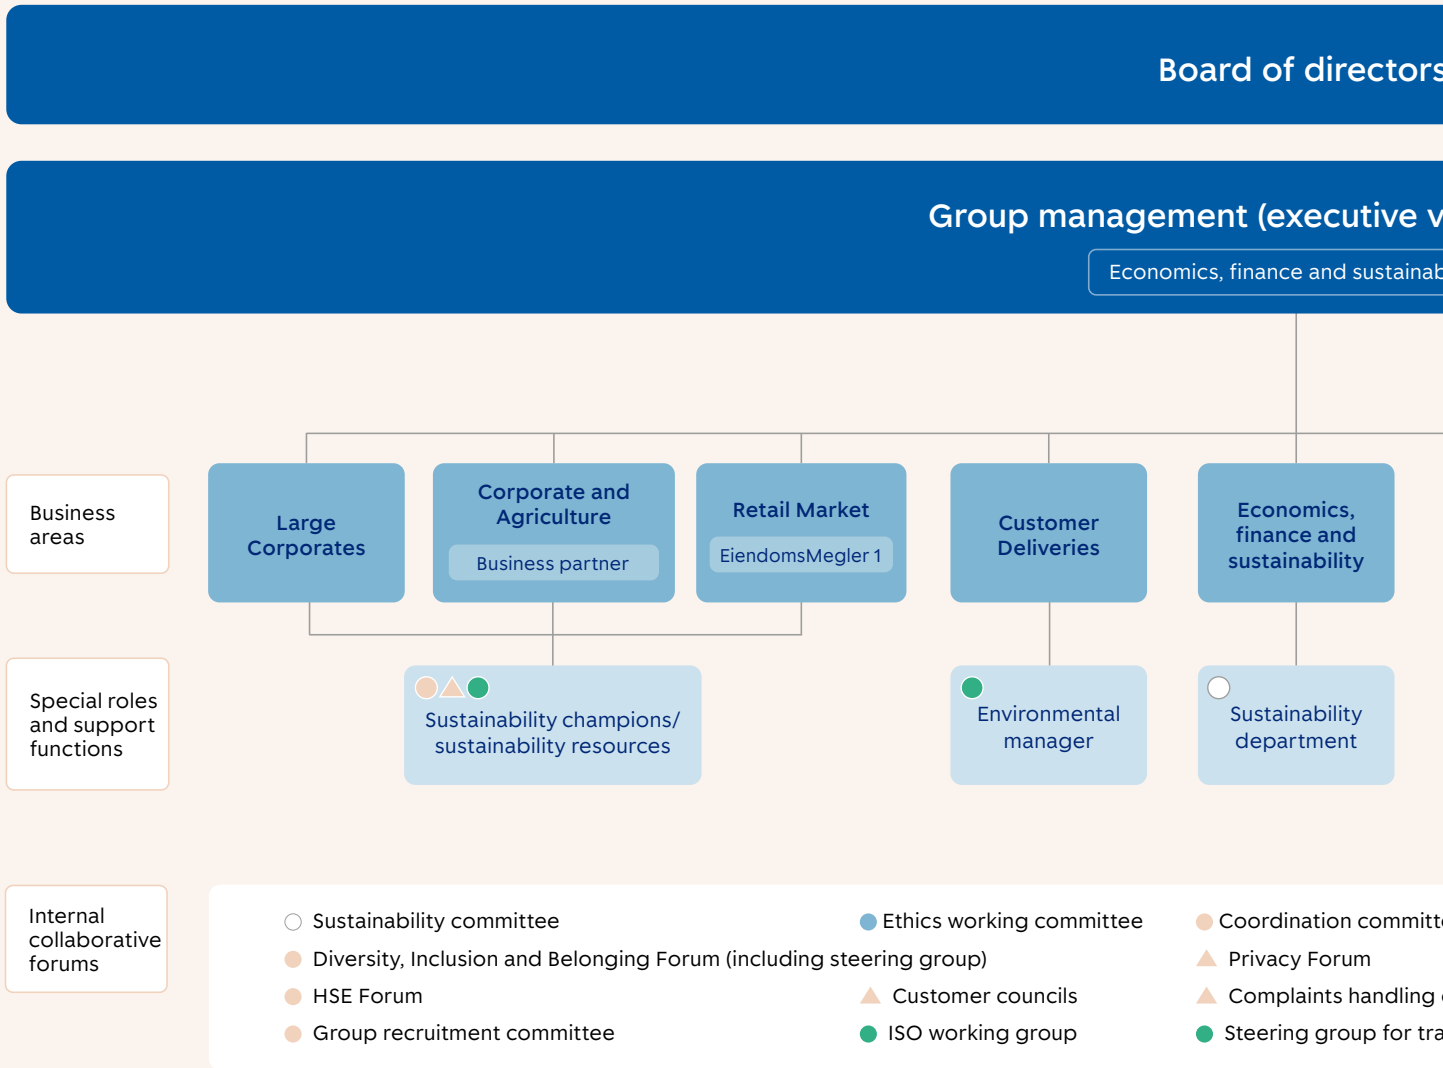 Board of directors
Group management (executive v
Economics, finance and sustainab
Business
areas
Large
Corporates
Corporate and
Agriculture
Business partner
Retail Market
EiendomsMegler 1
Customer
Deliveries
Economics,
finance and
sustainability
Special roles
and support
functions
Sustainability champions/
sustainability resources
Environmental
manager
Sustainability
department
Internal
collaborative
forums
Sustainability committee
Ethics working committee
Coordination committe
Diversity, Inclusion and Belonging Forum (including steering group)
Privacy Forum
HSE Forum
Customer councils
Complaints handling
Group recruitment committee
ISO working group
Steering group for tra